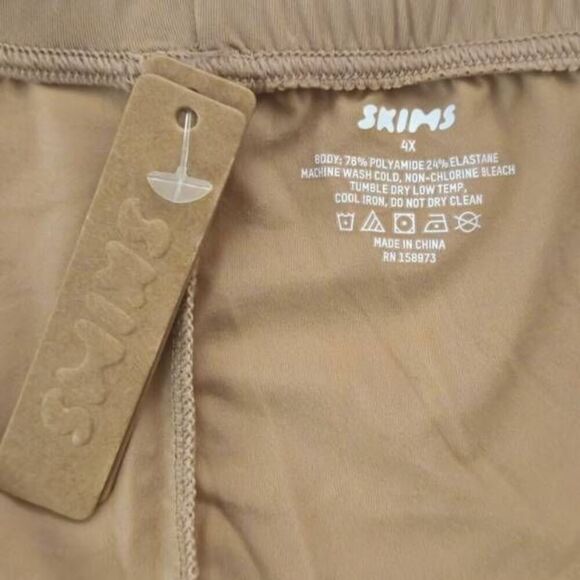 SKIMS
SKIMS
4X
BODY: 76% POLYAMIDE 24% ELASTANE
MACHINE WASH COLD, NON-CHLORINE BLEACH
TUMBLE DRY LOW TEMP,
COOL IRON, DO NOT DRY CLEAN
MADE IN CHINA
RN 158973